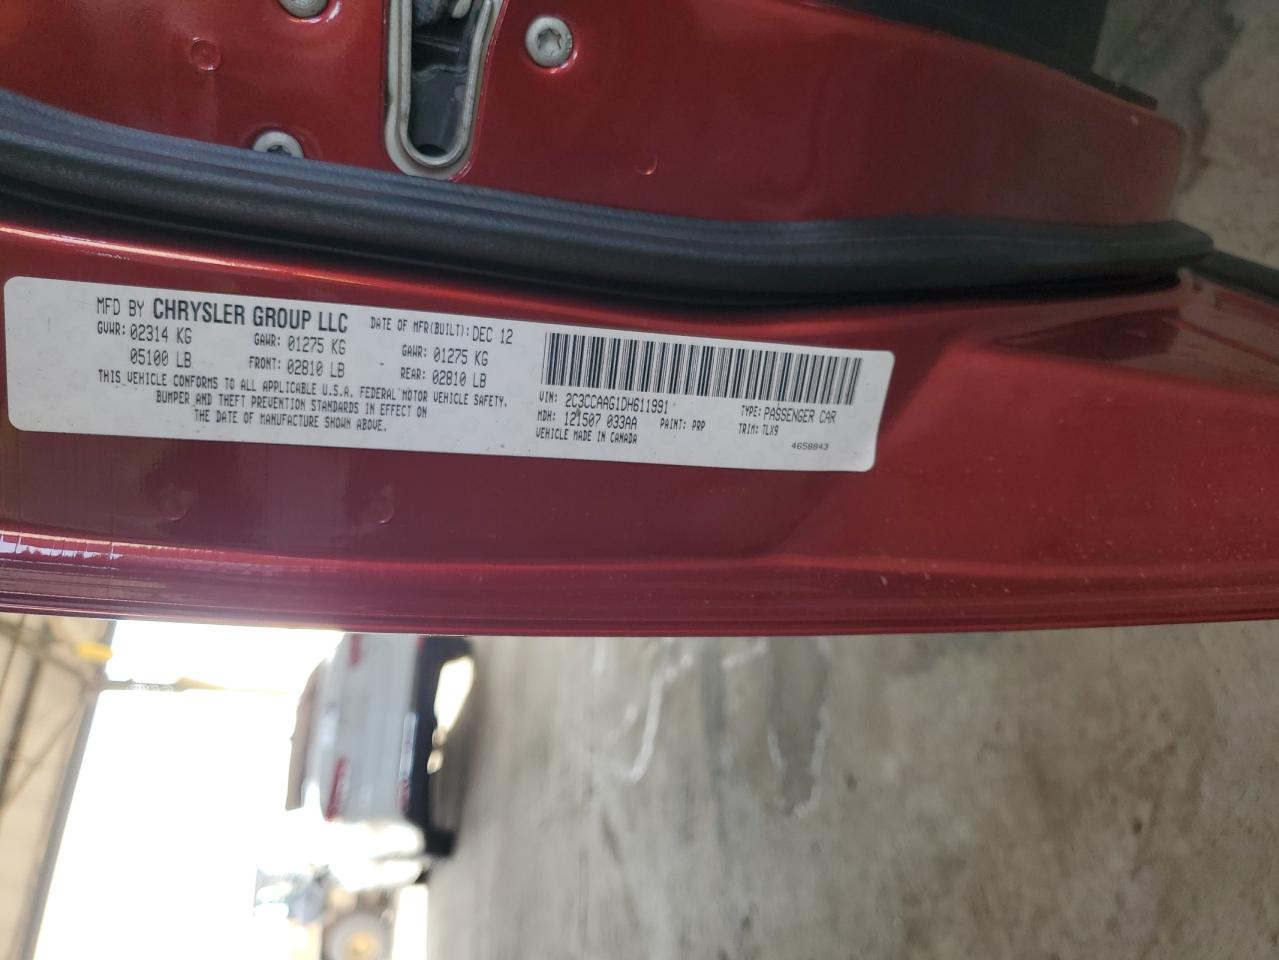 MFD BY CHRYSLER GROUP LLC DATE OF MFR(BUILT): DEC 12
GVWR: 02314 KG GAWR: 01275 KG GAWR: 01275 KG
05100 LB FRONT: 02810 LB REAR: 02810 LB
THIS VEHICLE CONFORMS TO ALL APPLICABLE U.S.A. FEDERAL MOTOR VEHICLE SAFETY,
BUMPER AND THEFT PREVENTION STANDARDS IN EFFECT ON
THE DATE OF MANUFACTURE SHOWN ABOVE.
VIN: 2C3CCAAG1DH611991 TYPE: PASSENGER CAR
MDH: 121507 033AA PAINT: PRP TRIM: TLX9
VEHICLE MADE IN CANADA 4658843